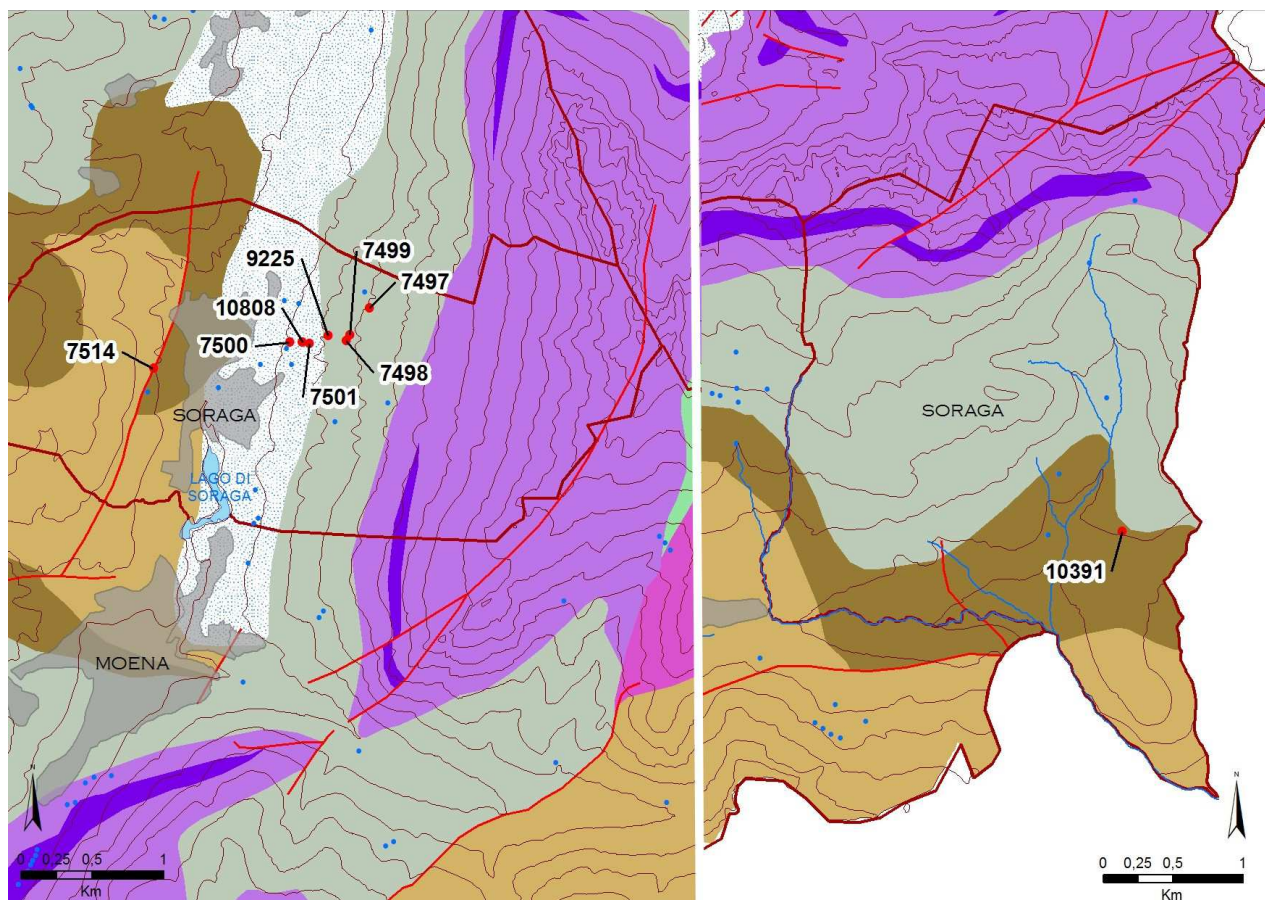 7499
9225
7497
10808
7500
7514
7498
7501
SORAGA
LAGO DI
SORAGA
MOENA
N
0 0,25 0,5 1
Km
SORAGA
10391
N
0 0,25 0,5 1
Km